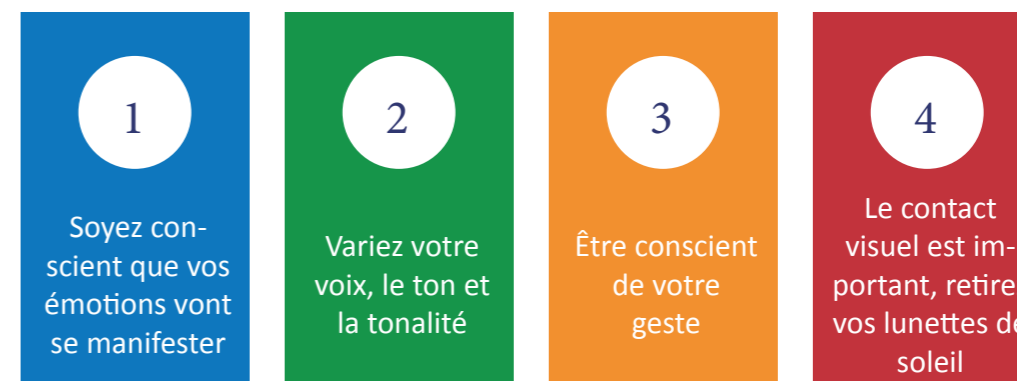 1
Soyez con-
scient que vos
émotions vont
se manifester
2
Variez votre
voix, le ton et
la tonalité
3
Être conscient
de votre
geste
4
Le contact
visuel est im-
portant, retire
vos lunettes de
soleil